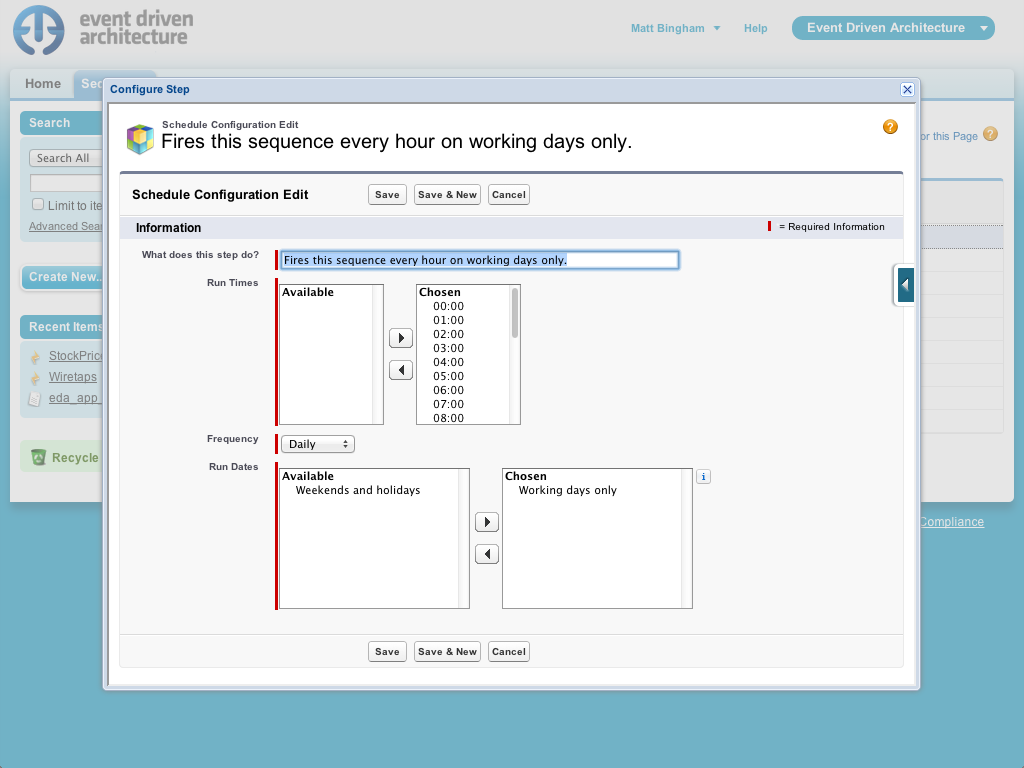 event driven
architecture
Matt Bingham
Help
Event Driven Architecture
Home
Configure Step
Search
Search All
Limit to
Advanced
Create New...
Recent Items
Wiretaps
eda_app_
Recycle
for this Page
?
Compliance
Schedule Configuration Edit
Fires this sequence every hour on working days only.
?
Schedule Configuration Edit
Save
Save & New
Cancel
Information
= Required Information
What does this step do?
Fires this sequence every hour on working days only.
Run Times
Available
Chosen
00:00
01:00
02:00
03:00
04:00
05:00
06:00
07:00
08:00
Frequency
Daily
Run Dates
Available
Weekends and holidays
Chosen
Working days only
i
Save
Save & New
Cancel